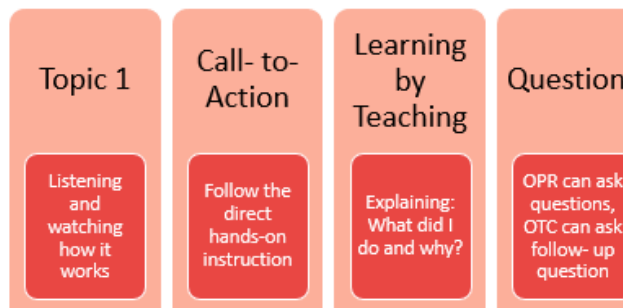 Topic 1
Listening
and
watching
how it
works
Call- to-
Action
Follow the
direct
hands-on
instruction
Learning
by
Teaching
Explaining:
What did I
do and why?
Question
OPR can ask
questions,
OTC can ask
follow- up
question